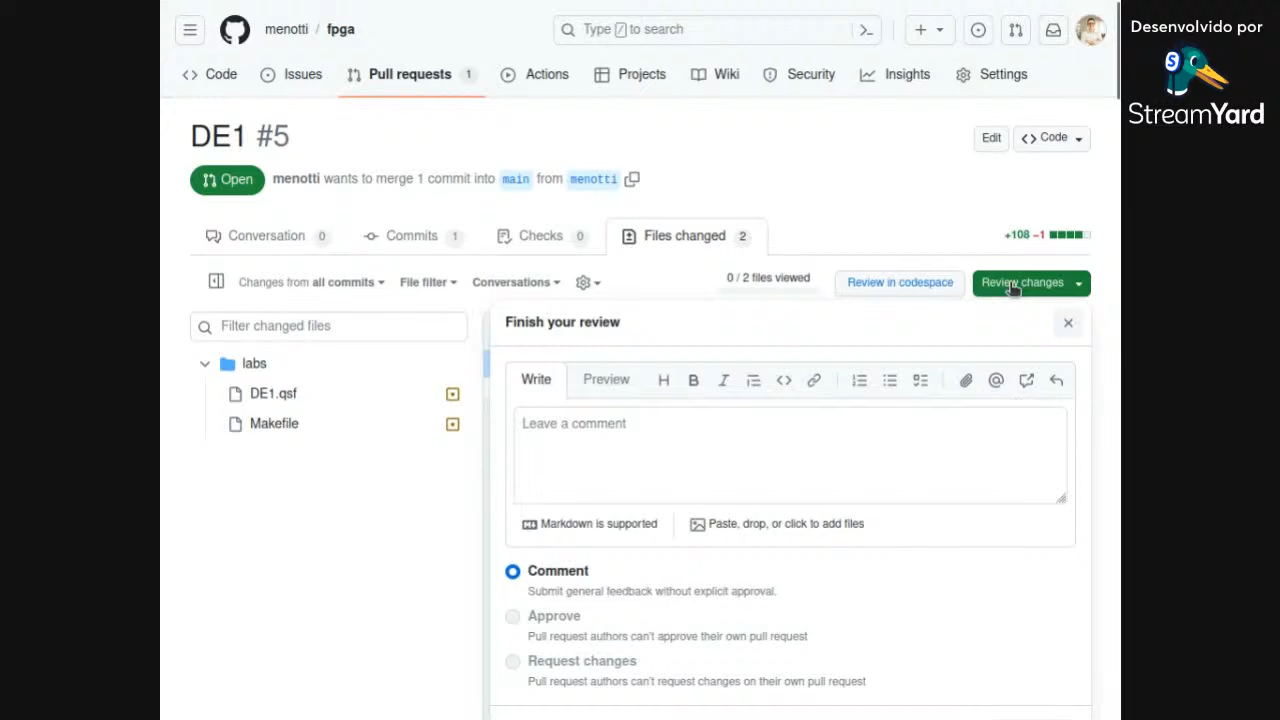 menotti / fpga
Type / to search
Desenvolvido por
StreamYard
Code
Issues
Pull requests 1
Actions
Projects
Wiki
Security
Insights
Settings
DE1 #5
Edit
Code
Open
menotti wants to merge 1 commit into main from menotti
Conversation 0
Commits 1
Checks 0
Files changed 2
+108 −1
Changes from all commits
File filter
Conversations
0 / 2 files viewed
Review in codespace
Review changes
Filter changed files
labs
DE1.qsf
Makefile
Finish your review
Write
Preview
Leave a comment
Markdown is supported
Paste, drop, or click to add files
Comment
Submit general feedback without explicit approval.
Approve
Pull request authors can't approve their own pull request
Request changes
Pull request authors can't request changes on their own pull request